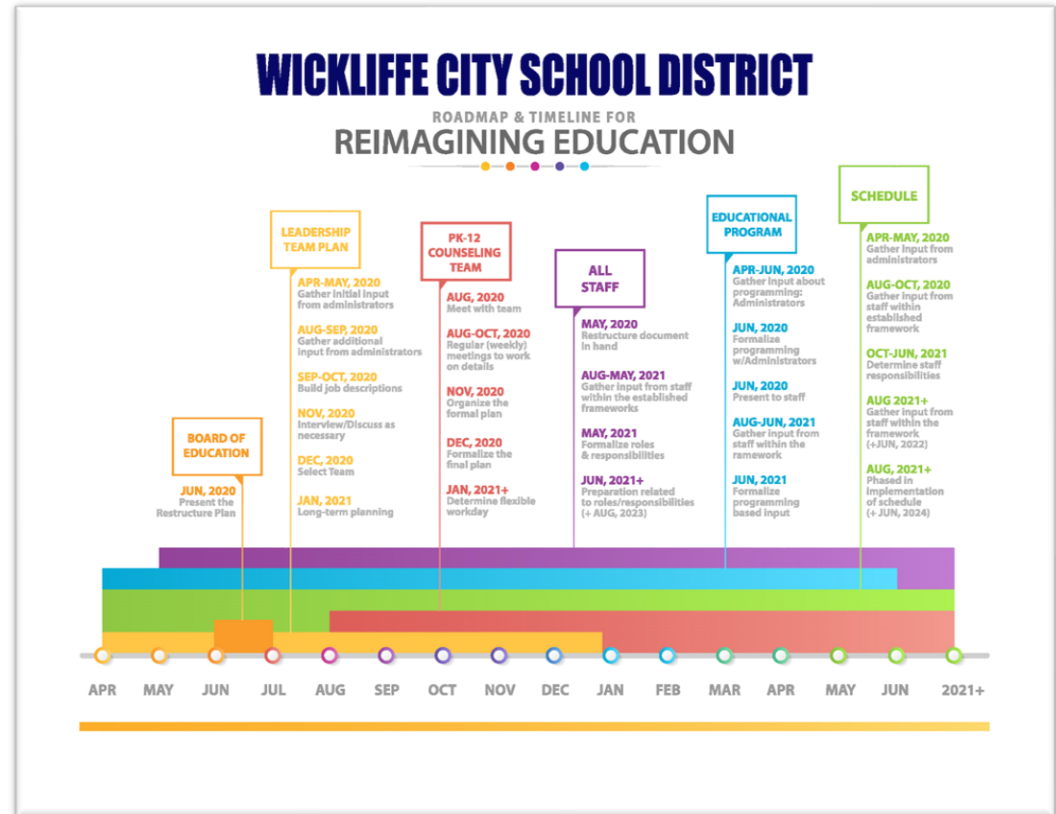 WICKLIFFE CITY SCHOOL DISTRICT
ROADMAP & TIMELINE FOR
REIMAGINING EDUCATION
BOARD OF
EDUCATION
JUN, 2020
Present the
Restructure Plan
LEADERSHIP
TEAM PLAN
APR-MAY, 2020
Gather initial input
from administrators
AUG-SEP, 2020
Gather additional
input from administrators
SEP-OCT, 2020
Build job descriptions
NOV, 2020
Interview/Discuss as
necessary
DEC, 2020
Select Team
JAN, 2021
Long-term planning
PK-12
COUNSELING
TEAM
AUG, 2020
Meet with team
AUG-OCT, 2020
Regular (weekly)
meetings to work
on details
NOV, 2020
Organize the
formal plan
DEC, 2020
Formalize the
final plan
JAN, 2021+
Determine flexible
workday
ALL
STAFF
MAY, 2020
Restructure document
in hand
AUG-MAY, 2021
Gather input from staff
within the established
frameworks
MAY, 2021
Formalize roles
& responsibilities
JUN, 2021+
Preparation related
to roles/responsibilities
(+ AUG, 2023)
EDUCATIONAL
PROGRAM
APR-JUN, 2020
Gather input about
programming:
Administrators
JUN, 2020
Formalize
programming
w/Administrators
JUN, 2020
Present to staff
AUG-JUN, 2021
Gather input from
staff within the
ramework
JUN, 2021
Formalize
programming
based input
SCHEDULE
APR-MAY, 2020
Gather input from
administrators
AUG-OCT, 2020
Gather input from
staff within
established
framework
OCT-JUN, 2021
Determine staff
responsibilities
AUG 2021+
Gather input from
staff within the
framework
(+JUN, 2022)
AUG, 2021+
Phased in
implementation
of schedule
(+ JUN, 2024)
APR MAY JUN JUL AUG SEP OCT NOV DEC JAN FEB MAR APR MAY JUN 2021+